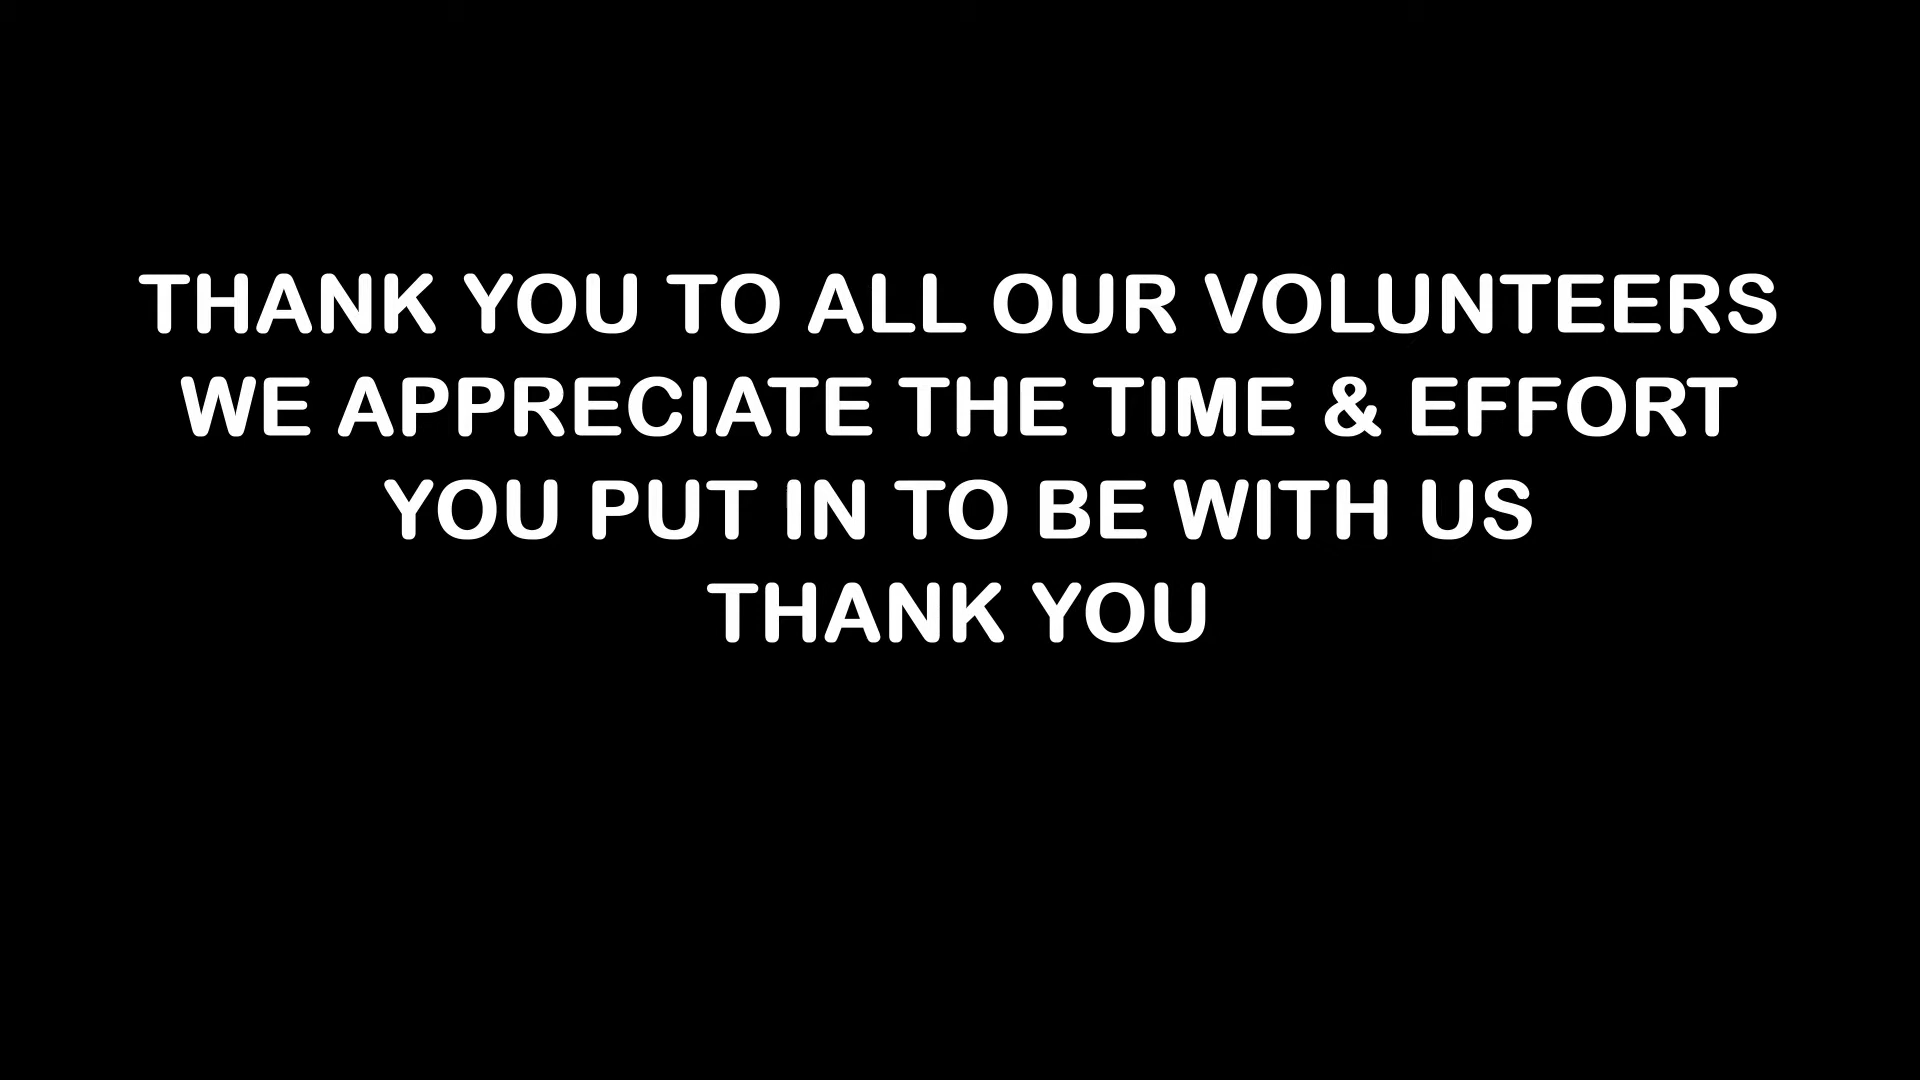 THANK YOU TO ALL OUR VOLUNTEERS
WE APPRECIATE THE TIME & EFFORT
YOU PUT IN TO BE WITH US
THANK YOU